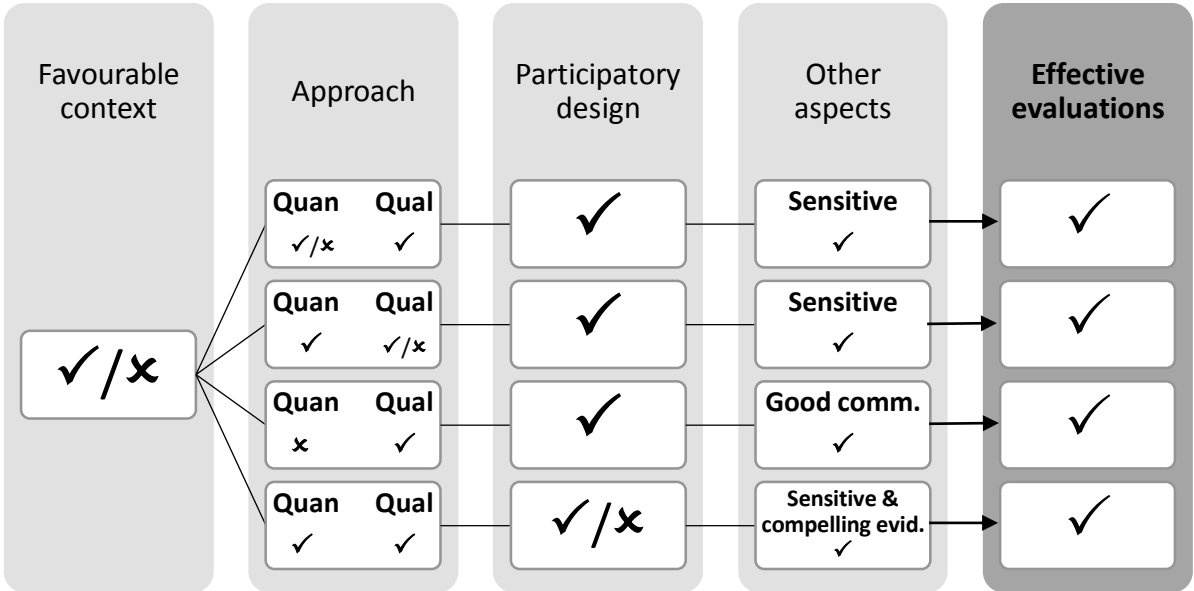 Favourable
context
Approach
Participatory
design
Other
aspects
Effective
evaluations
✓/✗
Quan Qual
✓/✗ ✓
✓
Sensitive
✓
✓
Quan Qual
✓ ✓/✗
✓
Sensitive
✓
✓
Quan Qual
✗ ✓
✓
Good comm.
✓
✓
Quan Qual
✓ ✓
✓/✗
Sensitive &
compelling evid.
✓
✓